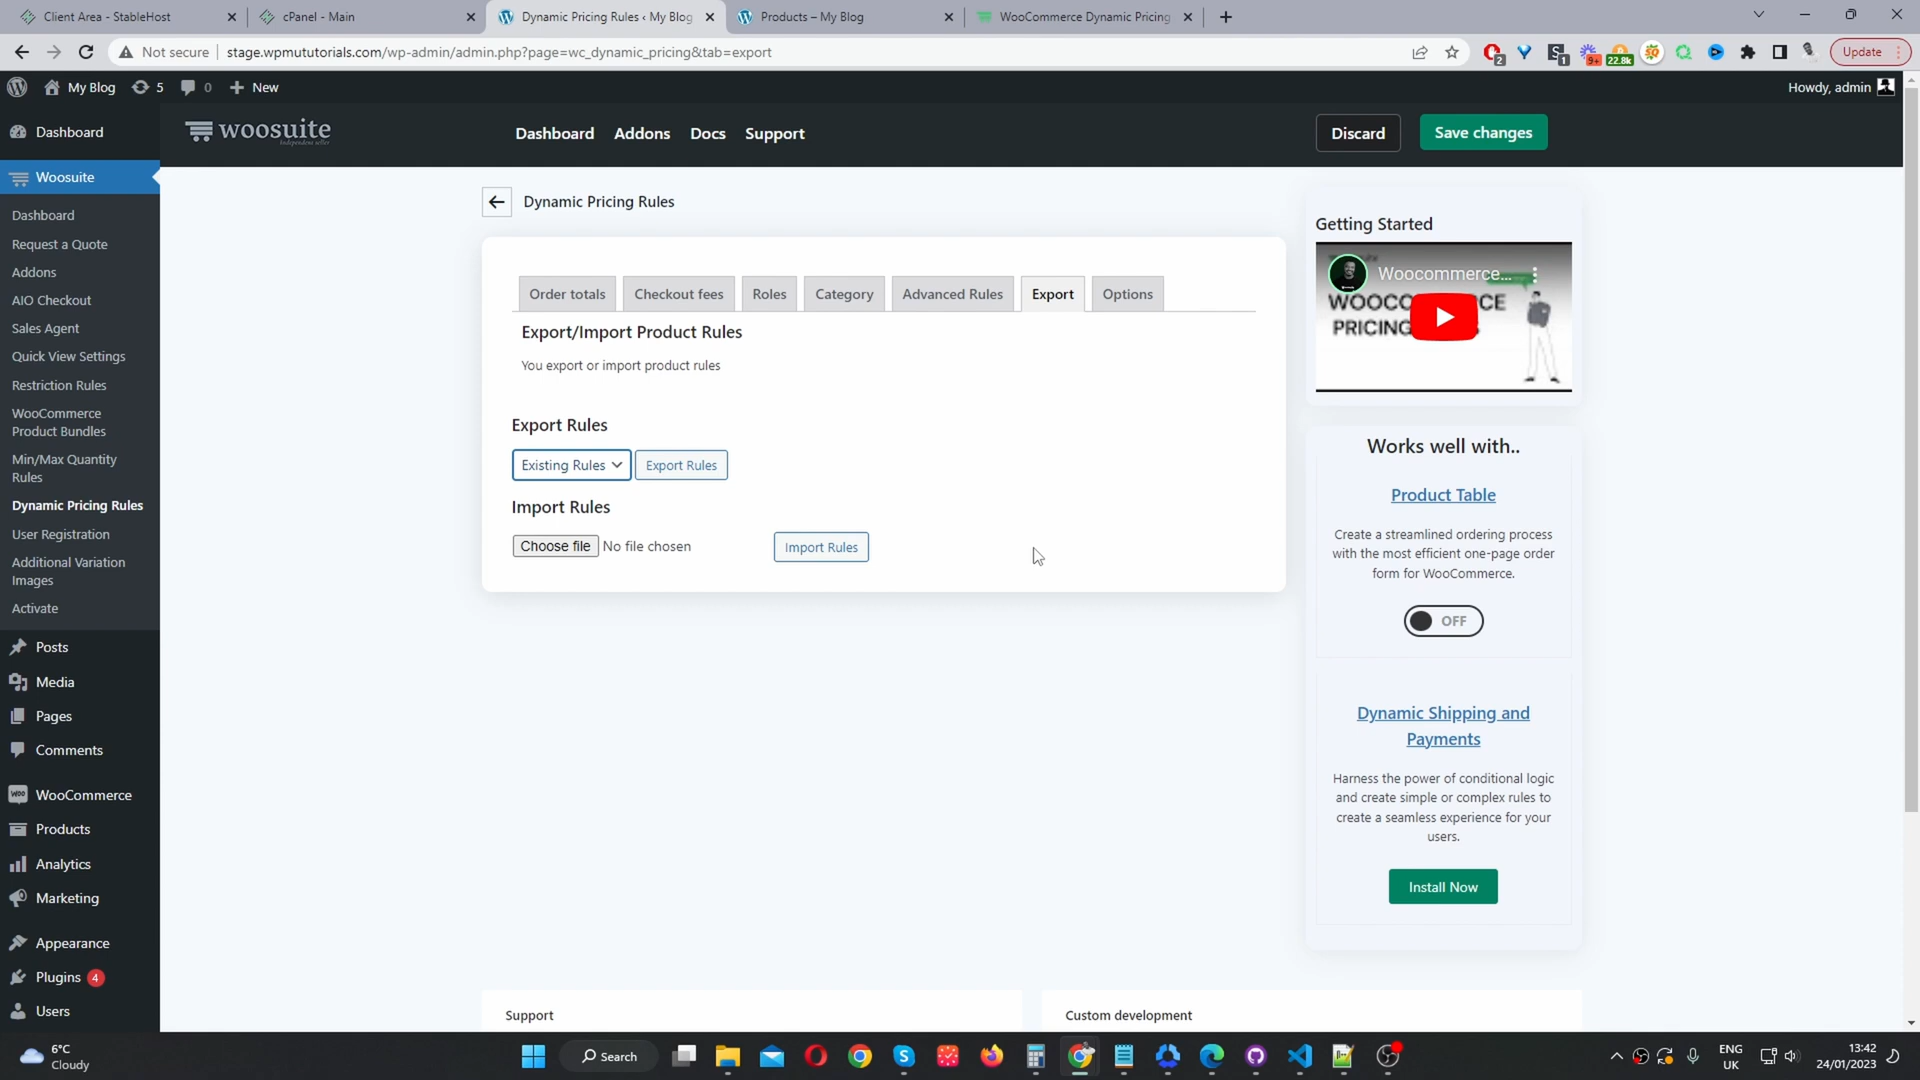 Client Area - StableHost
cPanel - Main
Dynamic Pricing Rules ‹ My Blog
Products – My Blog
WooCommerce Dynamic Pricing
Not secure
stage.wpmututorials.com/wp-admin/admin.php?page=wc_dynamic_pricing&tab=export
2
1
9+
22.8k
Update
My Blog
5
0
New
Howdy, admin
woosuite
Independent seller
Dashboard
Addons
Docs
Support
Discard
Save changes
Dashboard
Woosuite
Dashboard
Request a Quote
Addons
AIO Checkout
Sales Agent
Quick View Settings
Restriction Rules
WooCommerce
Product Bundles
Min/Max Quantity
Rules
Dynamic Pricing Rules
User Registration
Additional Variation
Images
Activate
Posts
Media
Pages
Comments
WooCommerce
Products
Analytics
Marketing
Appearance
Plugins 4
Users
Dynamic Pricing Rules
Order totals
Checkout fees
Roles
Category
Advanced Rules
Export
Options
Export/Import Product Rules
You export or import product rules
Export Rules
Existing Rules
Export Rules
Import Rules
Choose file No file chosen
Import Rules
Getting Started
Woocommerce...
WOOCO CE
PRICING S
Works well with..
Product Table
Create a streamlined ordering process
with the most efficient one-page order
form for WooCommerce.
OFF
Dynamic Shipping and
Payments
Harness the power of conditional logic
and create simple or complex rules to
create a seamless experience for your
users.
Install Now
Support
Custom development
6°C
Cloudy
Search
ENG
UK
13:42
24/01/2023